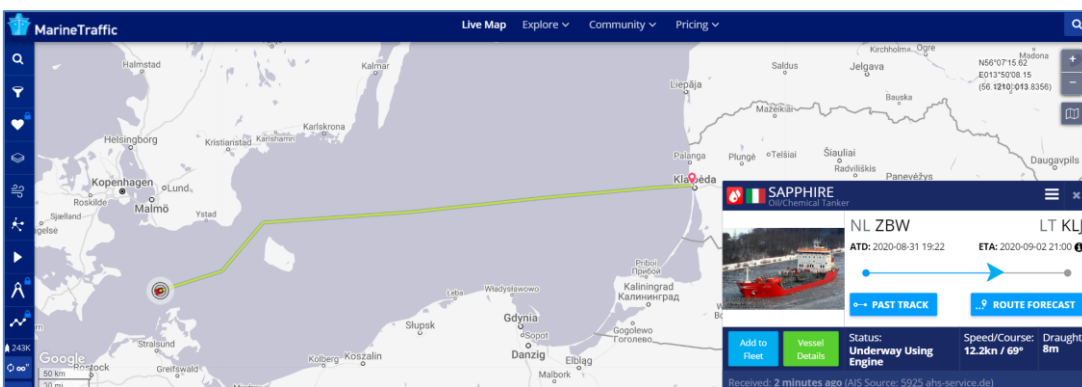 MarineTraffic
Live Map Explore Community Pricing
Halmstad
Kalmar
Saldus
Jelgava
Kirchholm Ogre
Madona
N56°07'15.62
E013°50'08.15
(56.1210, 013.8356)
Liepāja
Mažeikiai
Bauska
Helsingborg
Kristianstad
Karlshamn
Karlskrona
Palanga
Plungė
Telšiai
Šiauliai
Radviliškis
Panevėžys
Daugavpils
Kopenhagen
Lund
Klaipėda
Roskilde
Malmö
Sjælland
Ystad
Priboi
Прибой
Kaliningrad
Калининград
Leba
Władysławowo
Gdynia
Sopot
Danzig
Gogolewo
Гоголево
Słupsk
Elbląg
Malbork
Stralsund
Greifswald
Rostock
Kolberg
Koszalin
243K
Google
50 km
30 mi
SAPPHIRE
Oil/Chemical Tanker
NL ZBW
LT KLJ
ATD: 2020-08-31 19:22
ETA: 2020-09-02 21:00
PAST TRACK
ROUTE FORECAST
Add to Fleet
Vessel Details
Status:
Underway Using Engine
Speed/Course:
12.2kn / 69°
Draught
8m
Received: 2 minutes ago (AIS Source: 5925 ahs-service.de)